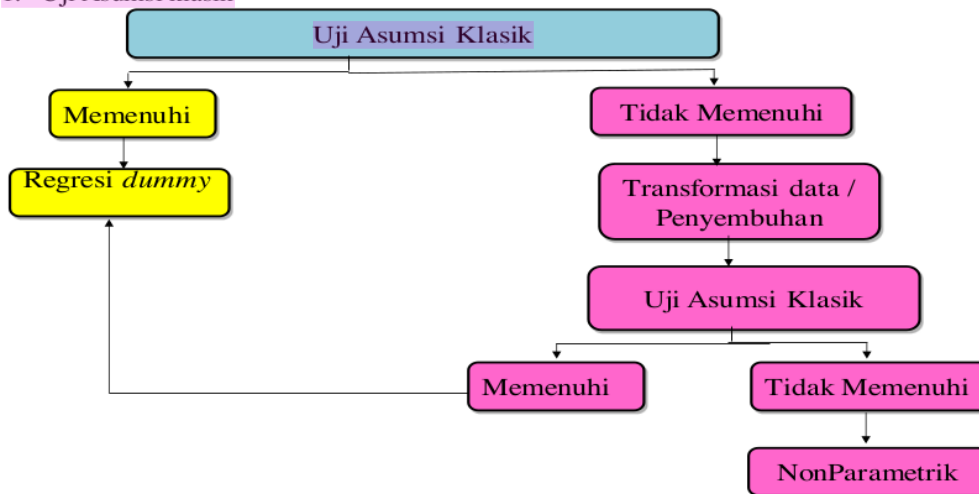 Uji Asumsi Klasik
Memenuhi
Tidak Memenuhi
Regresi dummy
Transformasi data /
Penyembuhan
Uji Asumsi Klasik
Memenuhi
Tidak Memenuhi
NonParametrik